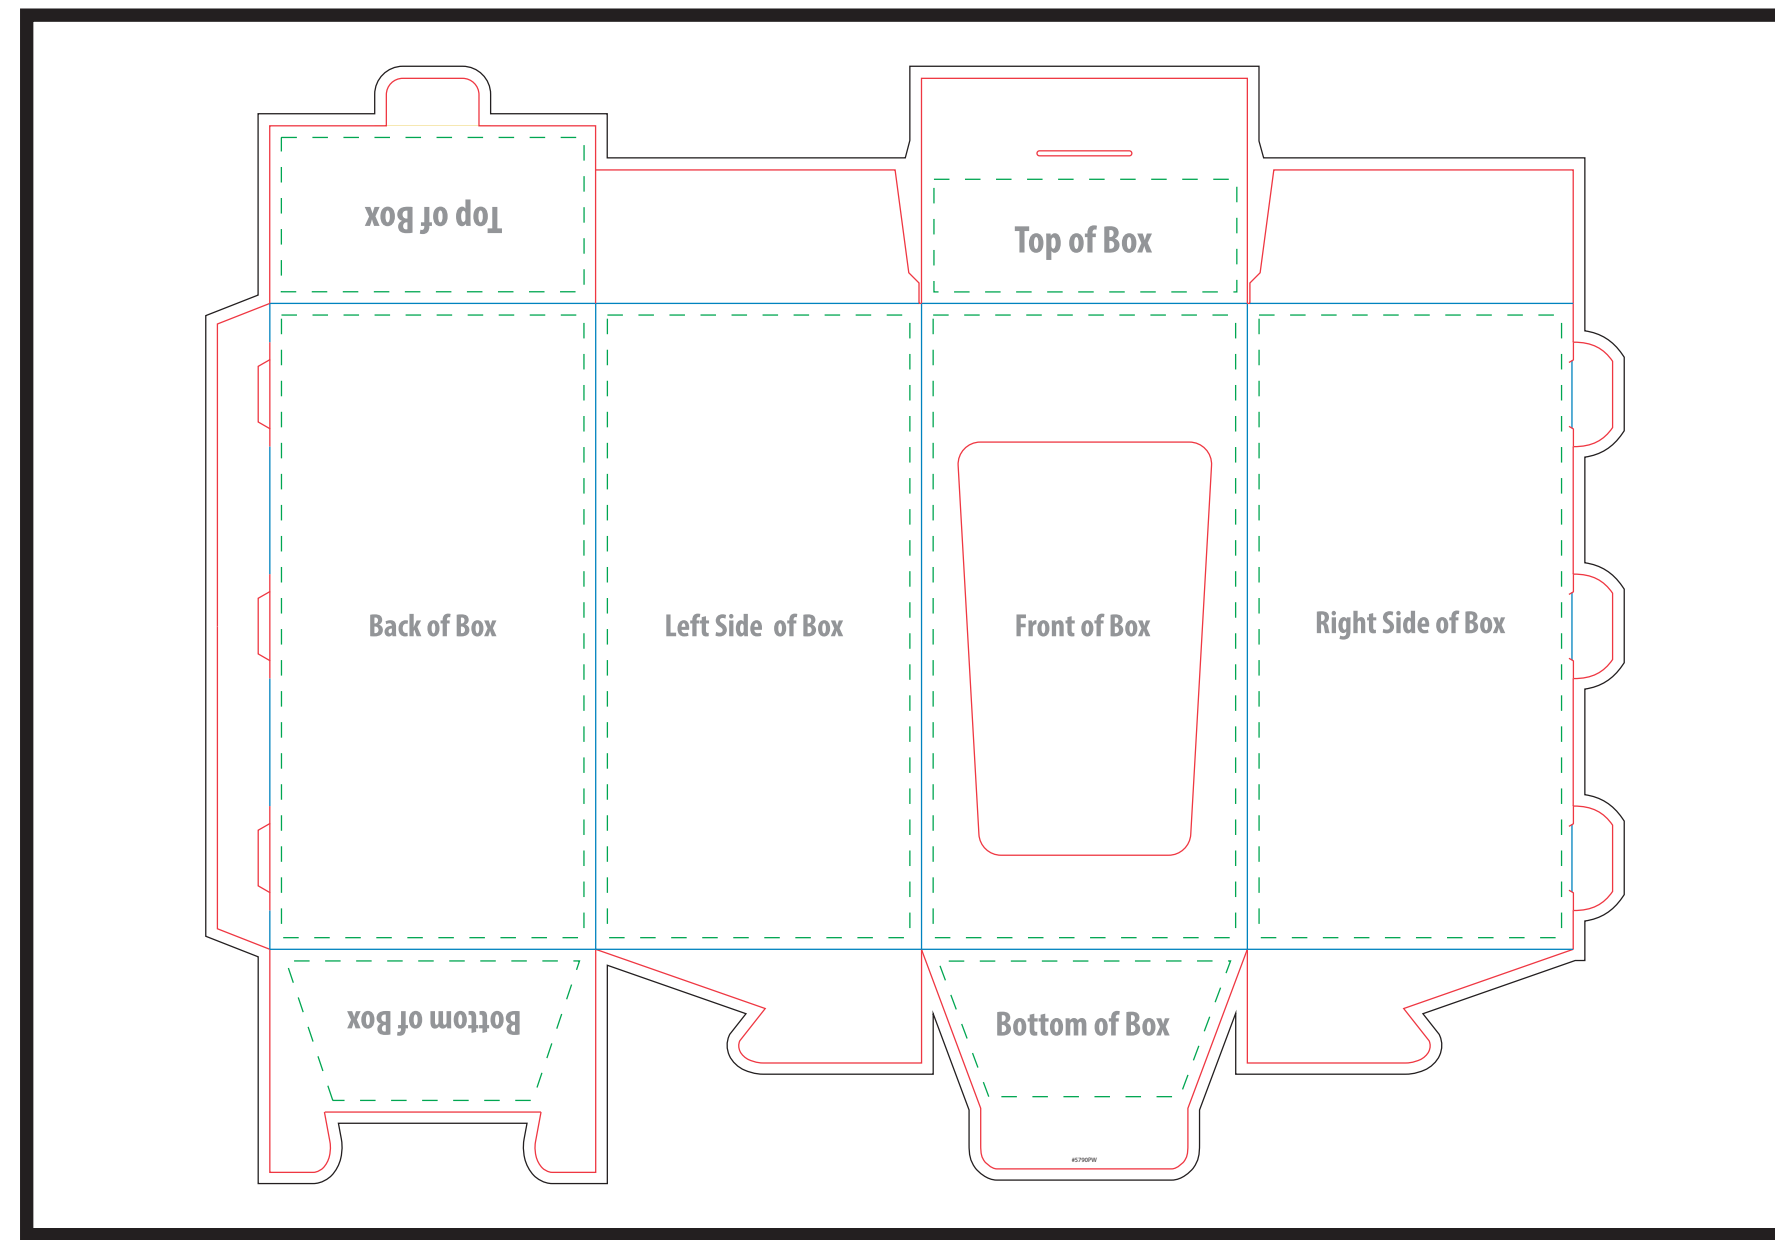 Top of Box
Top of Box
Back of Box
Left Side of Box
Front of Box
Right Side of Box
Bottom of Box
Bottom of Box
#5790PW